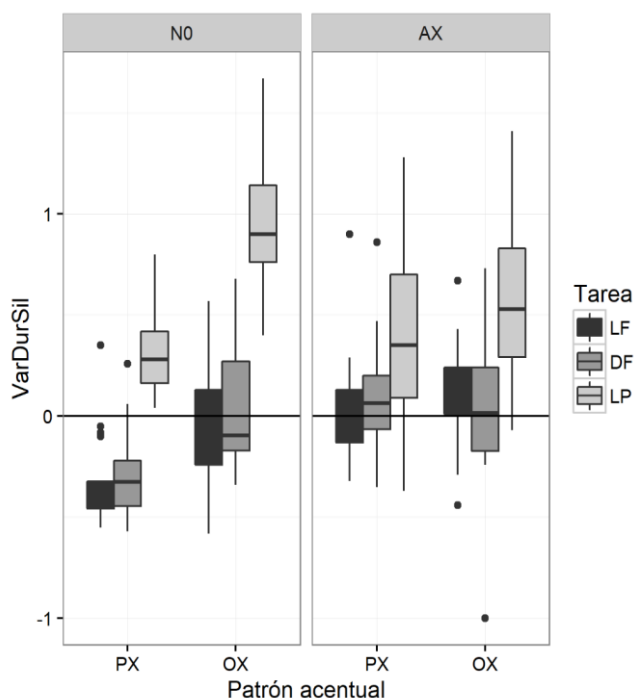 N0 AX
VarDurSil
1
0
-1
PX OX PX OX
Patrón acentual
Tarea
LF
DF
LP